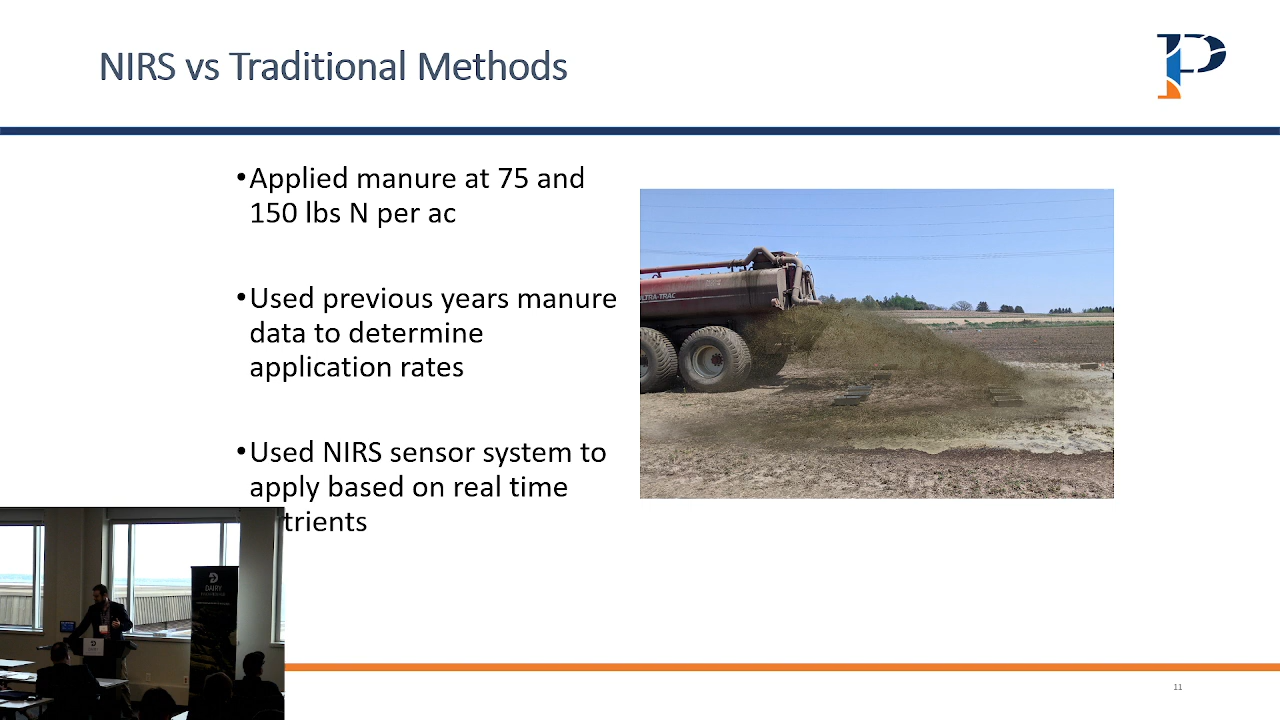 NIRS vs Traditional Methods
P
•Applied manure at 75 and
150 lbs N per ac
•Used previous years manure
data to determine
application rates
ULTRA-TRAC
•Used NIRS sensor system to
apply based on real time
trients
DAIRY
11